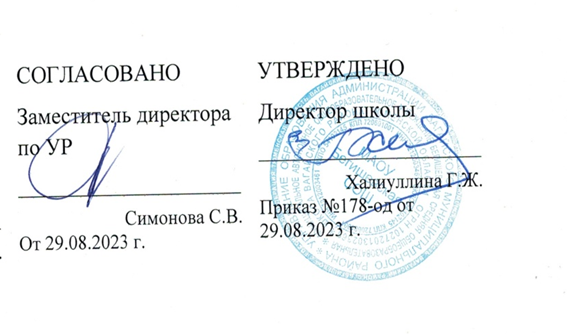 СОГЛАСОВАНО
Заместитель директора
по УР
Симонова С.В.
От 29.08.2023 г.
УТВЕРЖДЕНО
Директор школы
Халиуллина Г.Ж.
Приказ №178-од от
29.08.2023 г.